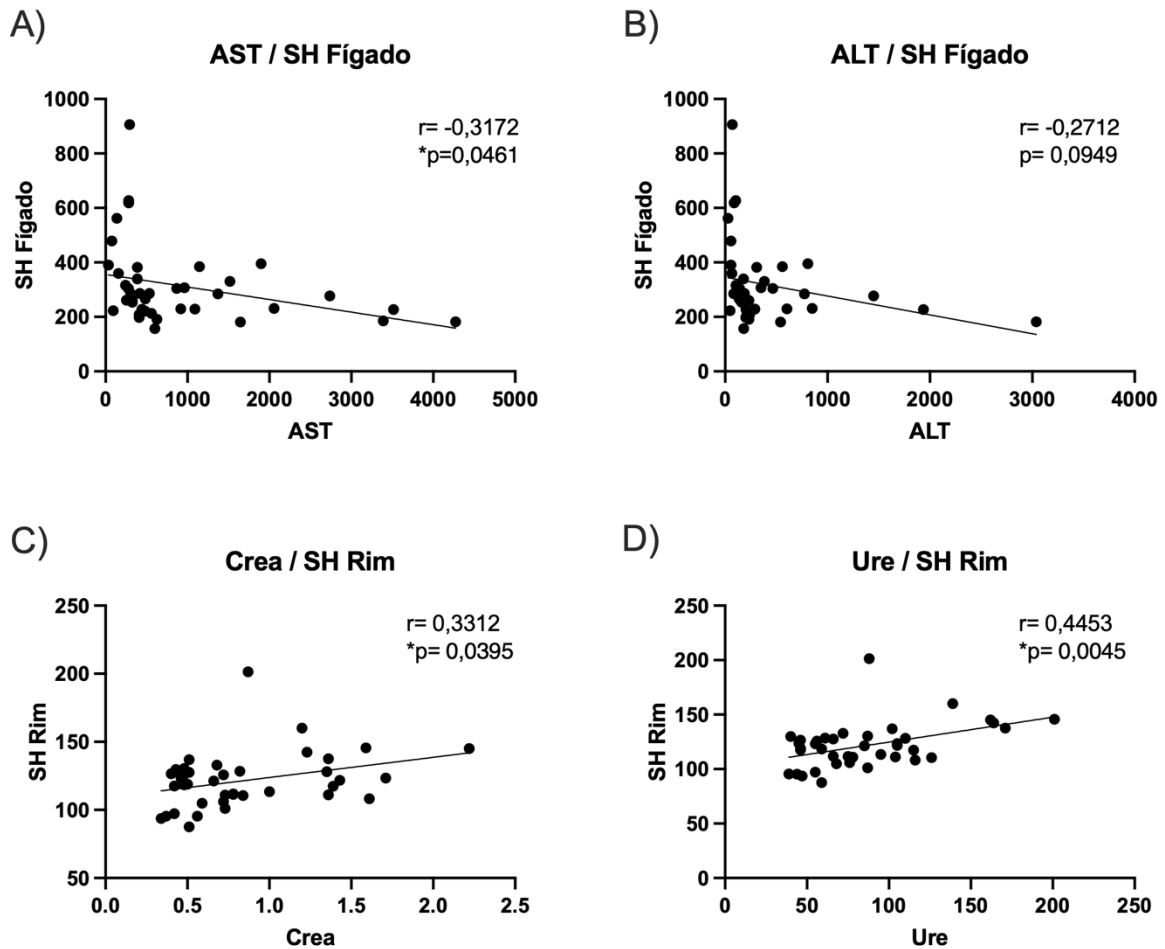 A)
AST / SH Fígado
r= -0,3172
*p=0,0461
SH Fígado
1000
800
600
400
200
0
0 1000 2000 3000 4000 5000
AST
B)
ALT / SH Fígado
r= -0,2712
p= 0,0949
SH Fígado
1000
800
600
400
200
0
0 1000 2000 3000 4000
ALT
C)
Crea / SH Rim
r= 0,3312
*p= 0,0395
SH Rim
250
200
150
100
50
0.0 0.5 1.0 1.5 2.0 2.5
Crea
D)
Ure / SH Rim
r= 0,4453
*p= 0,0045
SH Rim
250
200
150
100
50
0
0 50 100 150 200 250
Ure